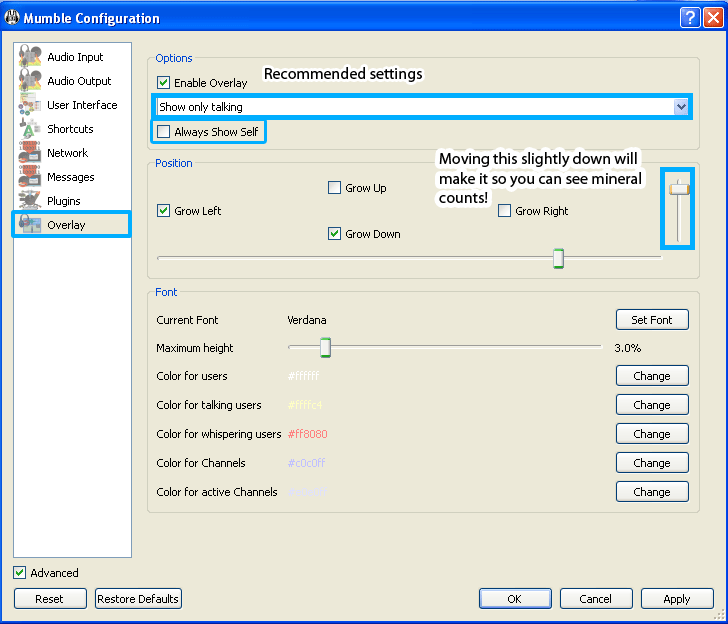 Mumble Configuration
Audio Input
Audio Output
User Interface
Shortcuts
Network
Messages
Plugins
Overlay
Options
Enable Overlay
Recommended settings
Show only talking
Always Show Self
Position
Moving this slightly down will
make it so you can see mineral
counts!
Grow Up
Grow Left
Grow Right
Grow Down
Font
Current Font Verdana Set Font
Maximum height 3.0%
Color for users #ffffff Change
Color for talking users #ffffc4 Change
Color for whispering users #ff8080 Change
Color for Channels #c0c0ff Change
Color for active Channels Change
Advanced
Reset Restore Defaults OK Cancel Apply